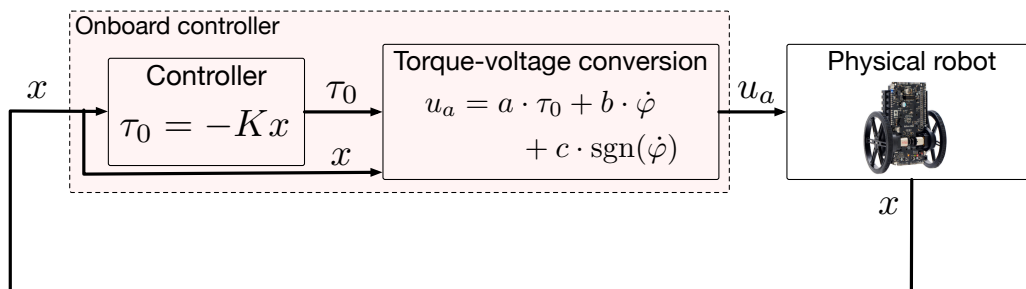 Onboard controller
x
Controller
τ₀ = −Kx
τ₀
x
Torque-voltage conversion
uₐ = a · τ₀ + b · φ̇
+ c · sgn(φ̇)
uₐ
Physical robot
x